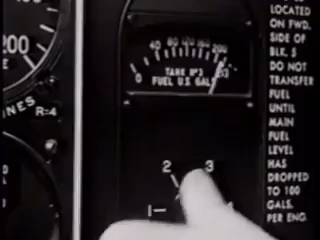 200
INES R=4
0 40 80 120 160 200
TANK Nº3
FUEL U.S. GAL
2 3
1
LOCATED
ON FWD.
SIDE OF
BLK. 5
DO NOT
TRANSFER
FUEL
UNTIL
MAIN
FUEL
LEVEL
HAS
DROPPED
TO 100
GALS.
PER ENG.